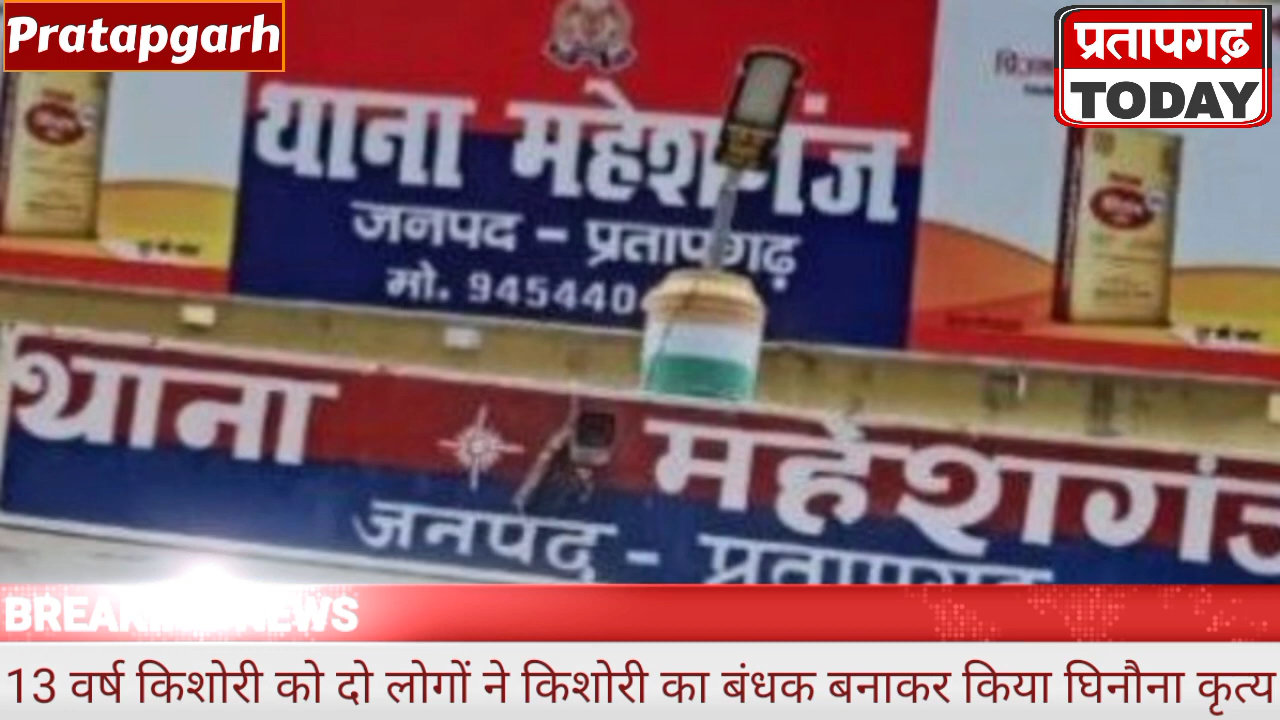 Pratapgarh
प्रतापगढ़
TODAY
थाना महेशगंज
जनपद - प्रतापगढ़
मो. 945440
थाना महेशगंज
जनपद - प्रतापगढ़
BREAKING NEWS
13 वर्ष किशोरी को दो लोगों ने किशोरी का बंधक बनाकर किया घिनौना कृत्य